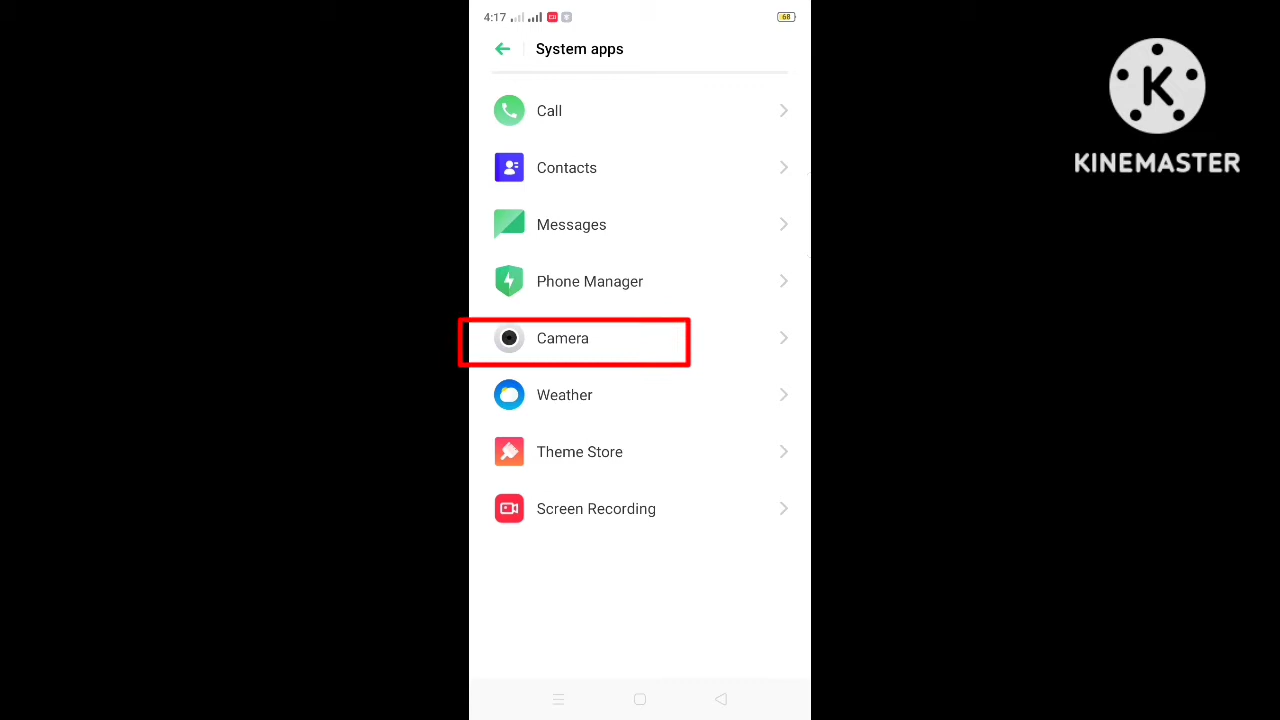 4:17 68
System apps
Call
Contacts
Messages
Phone Manager
Camera
Weather
Theme Store
Screen Recording
K
KINEMASTER